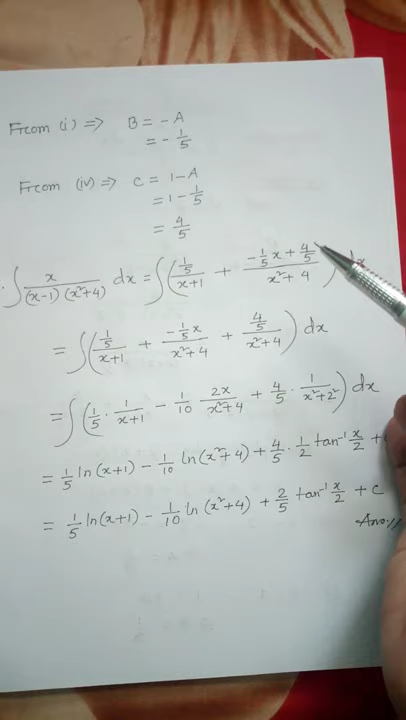 From (i) ⇒ B = - A
= - 1/5
From (iv) ⇒ C = 1 - A
= 1 - 1/5
= 4/5
∫ x/((x-1)(x²+4)) dx = ∫ ( (1/5)/(x+1) + (-1/5 x + 4/5)/(x²+4) ) dx
= ∫ ( (1/5)/(x+1) + (-1/5 x)/(x²+4) + (4/5)/(x²+4) ) dx
= ∫ ( 1/5 · 1/(x+1) - 1/10 2x/(x²+4) + 4/5 · 1/(x²+2²) ) dx
= 1/5 ln (x+1) - 1/10 ln (x²+4) + 4/5 · 1/2 tan⁻¹ x/2 +
= 1/5 ln (x+1) - 1/10 ln (x²+4) + 2/5 tan⁻¹ x/2 + c
Ans.//